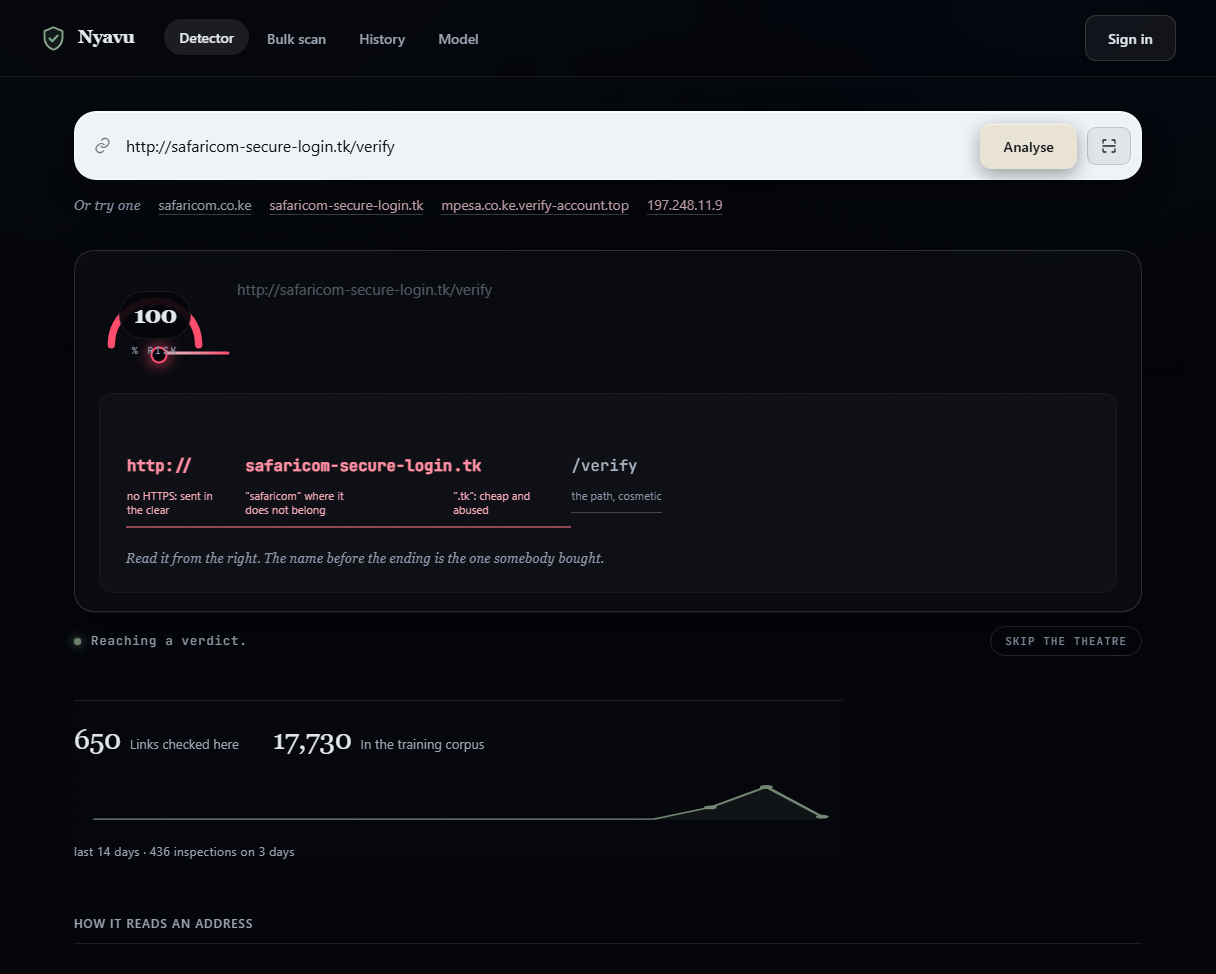 Nyavu Detector Bulk scan History Model Sign in
http://safaricom-secure-login.tk/verify Analyse
Or try one safaricom.co.ke safaricom-secure-login.tk mpesa.co.ke.verify-account.top 197.248.11.9
http://safaricom-secure-login.tk/verify
100
% RISK
http:// safaricom-secure-login.tk /verify
no HTTPS: sent in the clear
"safaricom" where it does not belong
".tk": cheap and abused
the path, cosmetic
Read it from the right. The name before the ending is the one somebody bought.
Reaching a verdict. SKIP THE THEATRE
650 Links checked here 17,730 In the training corpus
last 14 days · 436 inspections on 3 days
HOW IT READS AN ADDRESS